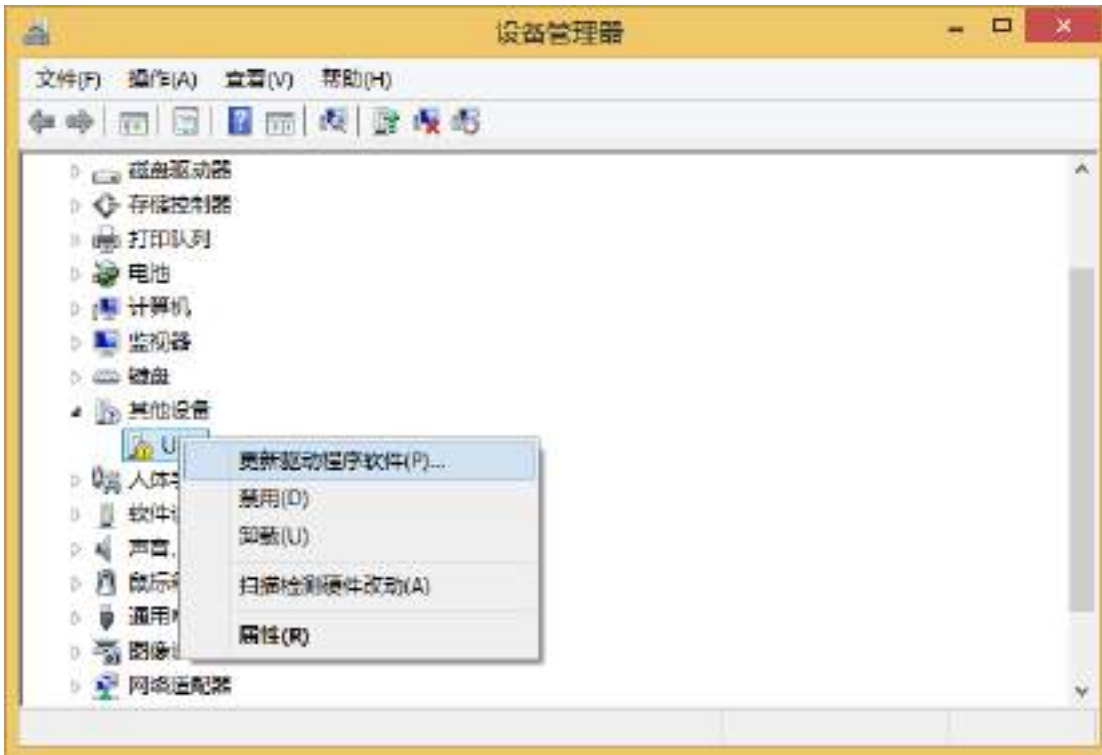 设备管理器
文件(F) 操作(A) 查看(V) 帮助(H)
磁盘驱动器
存储控制器
打印队列
电池
计算机
监视器
键盘
其他设备
U
更新驱动程序软件(P)...
人体
禁用(D)
软件
卸载(U)
声音
扫描检测硬件改动(A)
鼠标
通用
属性(R)
图像
网络适配器